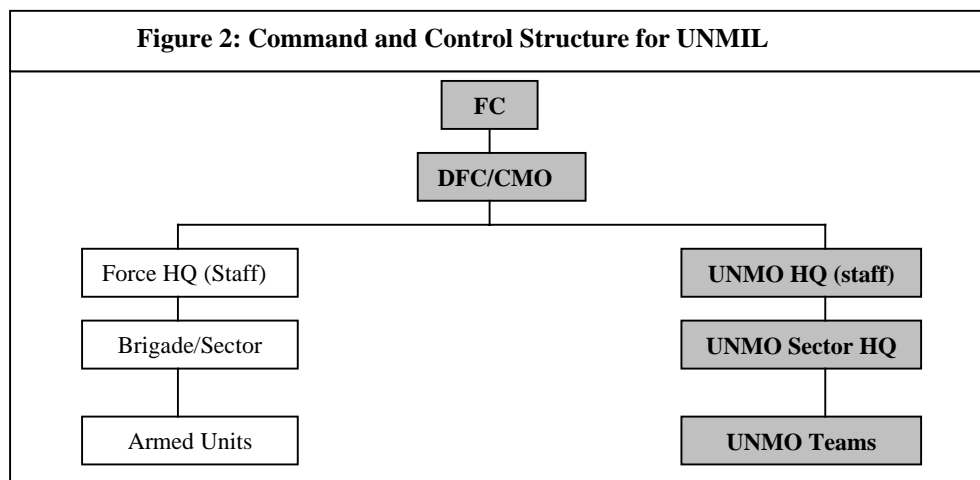 Figure 2: Command and Control Structure for UNMIL
FC
DFC/CMO
Force HQ (Staff)
UNMO HQ (staff)
Brigade/Sector
UNMO Sector HQ
Armed Units
UNMO Teams